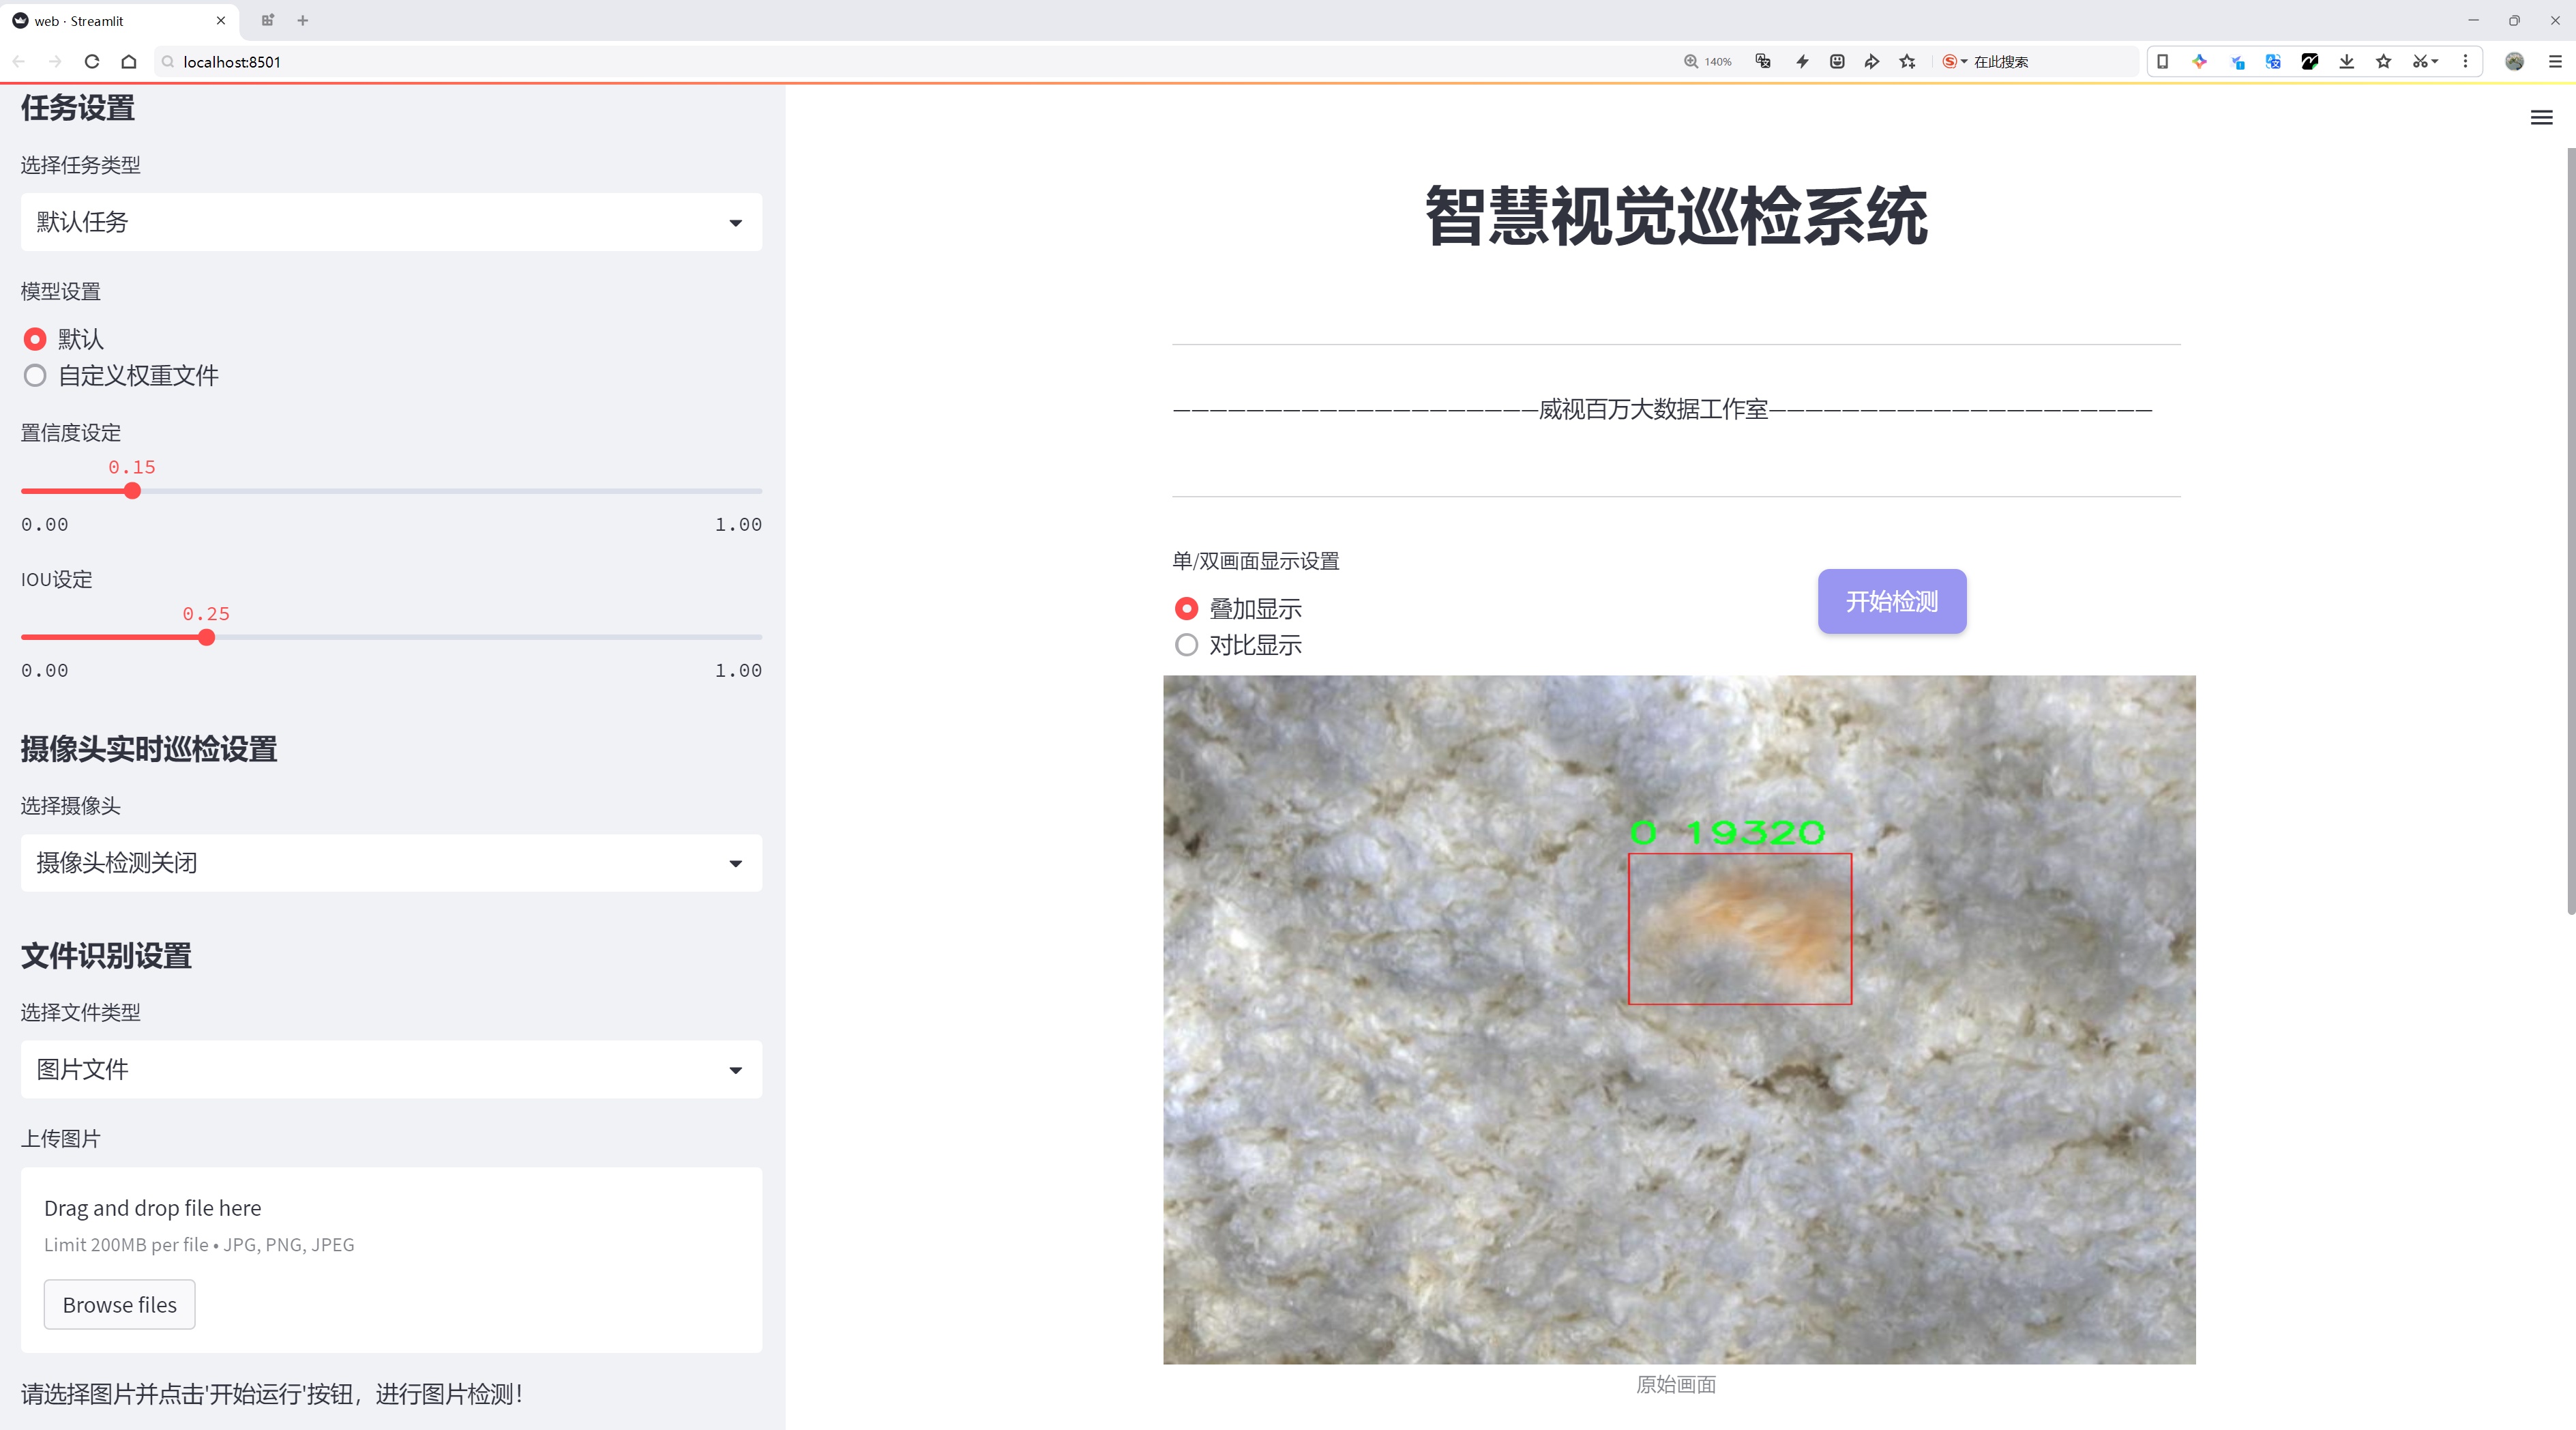 web · Streamlit
localhost:8501
140%
在此搜索
任务设置
选择任务类型
默认任务
模型设置
默认
自定义权重文件
置信度设定
0.15
0.00
1.00
IOU设定
0.25
0.00
1.00
摄像头实时巡检设置
选择摄像头
摄像头检测关闭
文件识别设置
选择文件类型
图片文件
上传图片
Drag and drop file here
Limit 200MB per file • JPG, PNG, JPEG
Browse files
请选择图片并点击'开始运行'按钮，进行图片检测！
智慧视觉巡检系统
—————————————————————威视百万大数据工作室—————————————————————
单/双画面显示设置
叠加显示
对比显示
开始检测
0 19320
原始画面